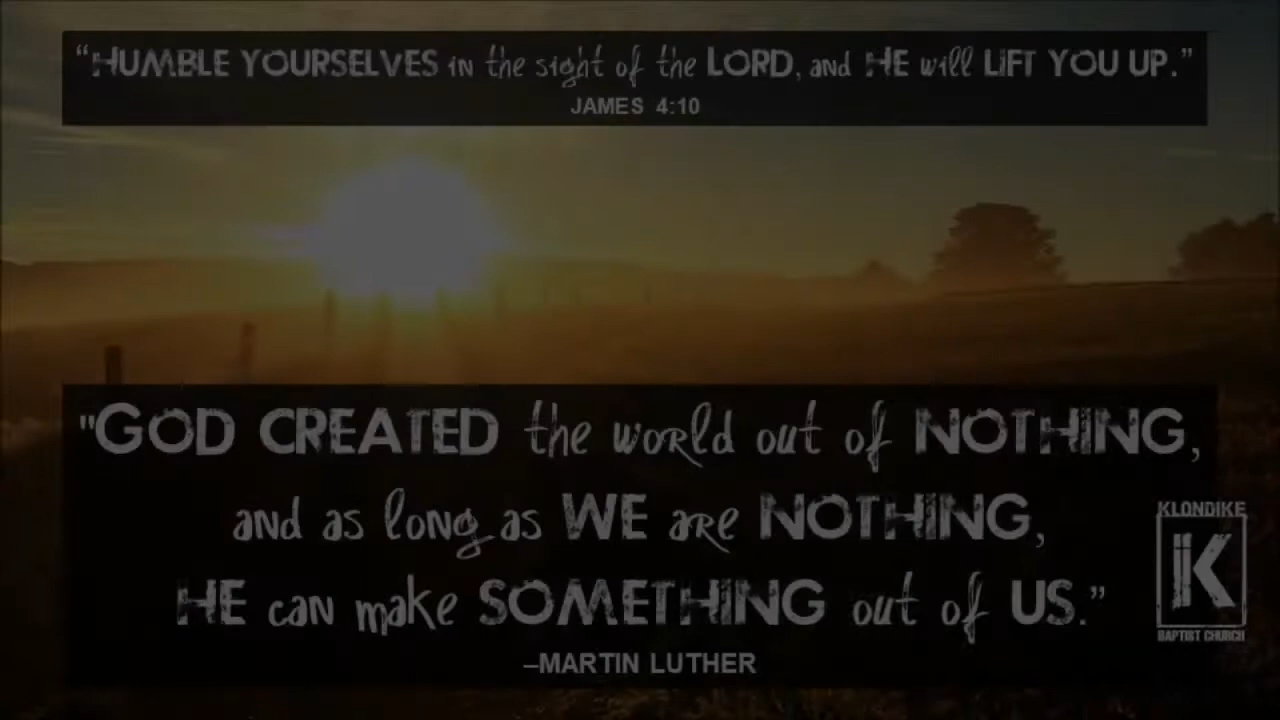 “HUMBLE YOURSELVES in the sight of the LORD, and HE will LIFT YOU UP.”
JAMES 4:10
"GOD CREATED the world out of NOTHING,
and as long as WE are NOTHING,
HE can make SOMETHING out of US.”
–MARTIN LUTHER
KLONDIKE
K
BAPTIST CHURCH